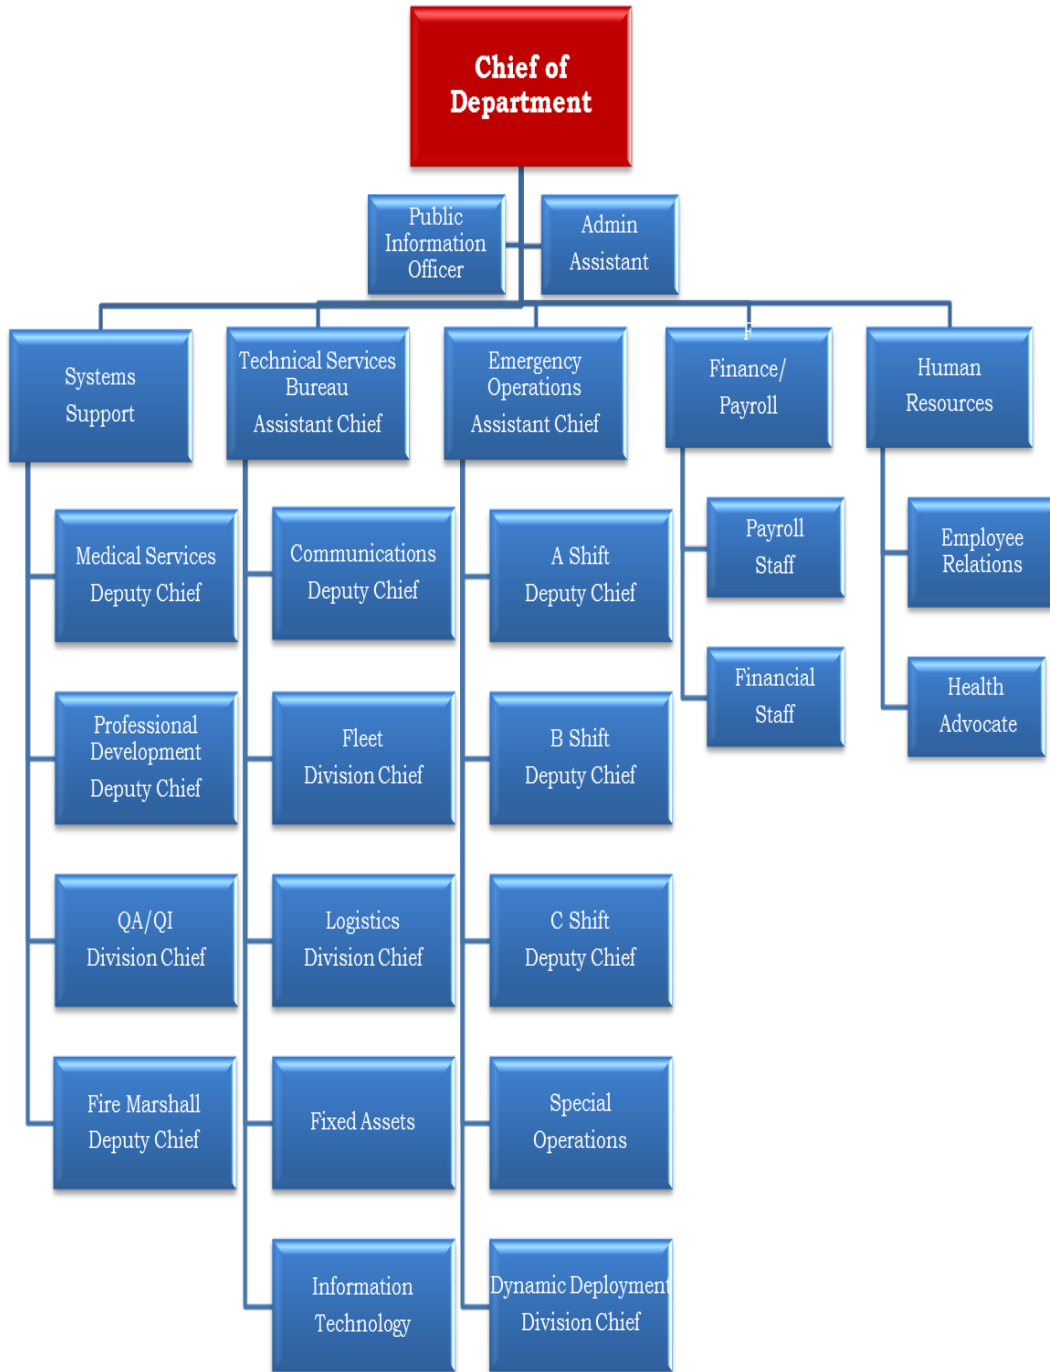 Chief of
Department
Public
Information
Officer
Admin
Assistant
Systems
Support
Technical Services
Bureau
Assistant Chief
Emergency
Operations
Assistant Chief
F
Finance/
Payroll
Human
Resources
Medical Services
Deputy Chief
Communications
Deputy Chief
A Shift
Deputy Chief
Payroll
Staff
Employee
Relations
Professional
Development
Deputy Chief
Fleet
Division Chief
B Shift
Deputy Chief
Financial
Staff
Health
Advocate
QA/QI
Division Chief
Logistics
Division Chief
C Shift
Deputy Chief
Fire Marshall
Deputy Chief
Fixed Assets
Special
Operations
Information
Technology
Dynamic Deployment
Division Chief